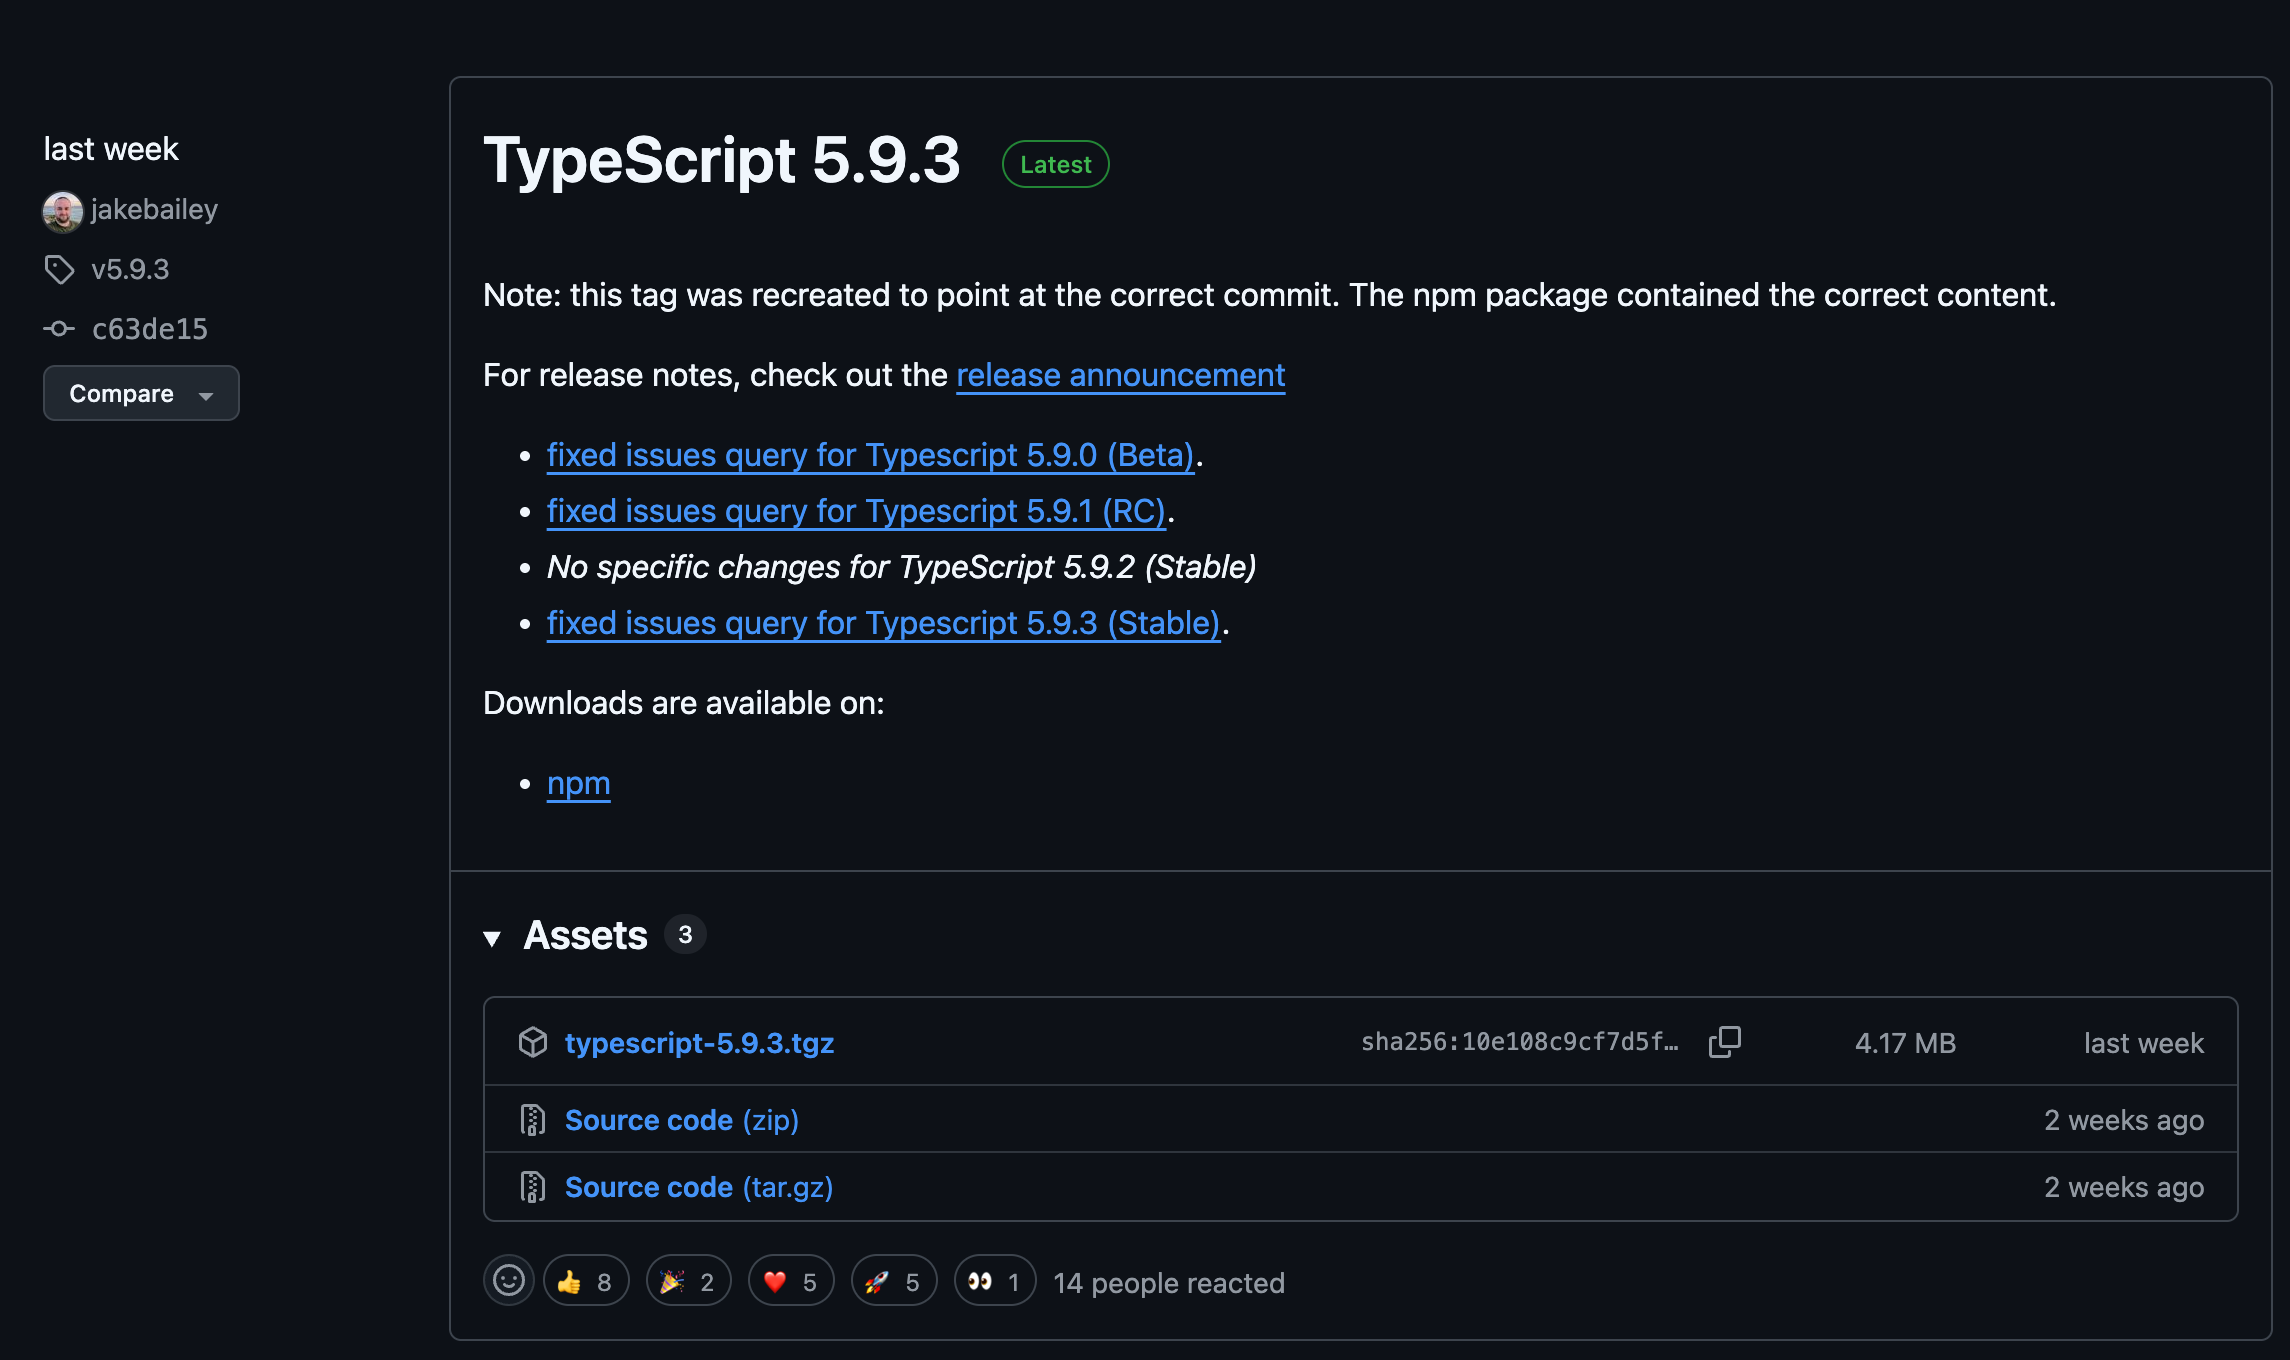 last week
jakebailey
v5.9.3
c63de15
Compare
TypeScript 5.9.3 Latest
Note: this tag was recreated to point at the correct commit. The npm package contained the correct content.
For release notes, check out the release announcement
• fixed issues query for Typescript 5.9.0 (Beta).
• fixed issues query for Typescript 5.9.1 (RC).
• No specific changes for TypeScript 5.9.2 (Stable)
• fixed issues query for Typescript 5.9.3 (Stable).
Downloads are available on:
• npm
Assets 3
typescript-5.9.3.tgz sha256:10e108c9cf7d5f… 4.17 MB last week
Source code (zip) 2 weeks ago
Source code (tar.gz) 2 weeks ago
👍 8 🎉 2 ❤️ 5 🚀 5 👀 1 14 people reacted